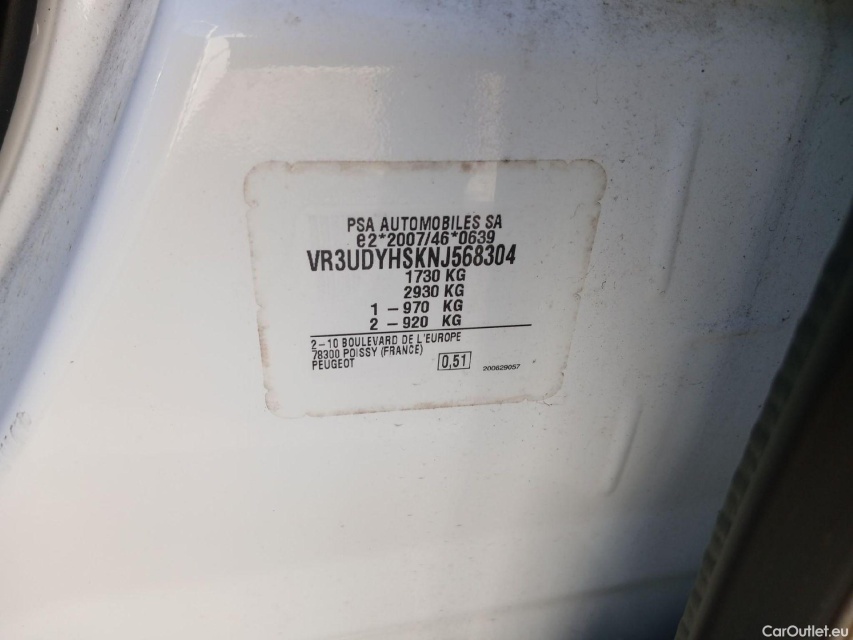 PSA AUTOMOBILES SA
e2*2007/46*0639
VR3UDYHSKNJ568304
1730 KG
2930 KG
1 – 970 KG
2 – 920 KG
2–10 BOULEVARD DE L'EUROPE
78300 POISSY (FRANCE)
PEUGEOT
0,51
200629057
CarOutlet.eu